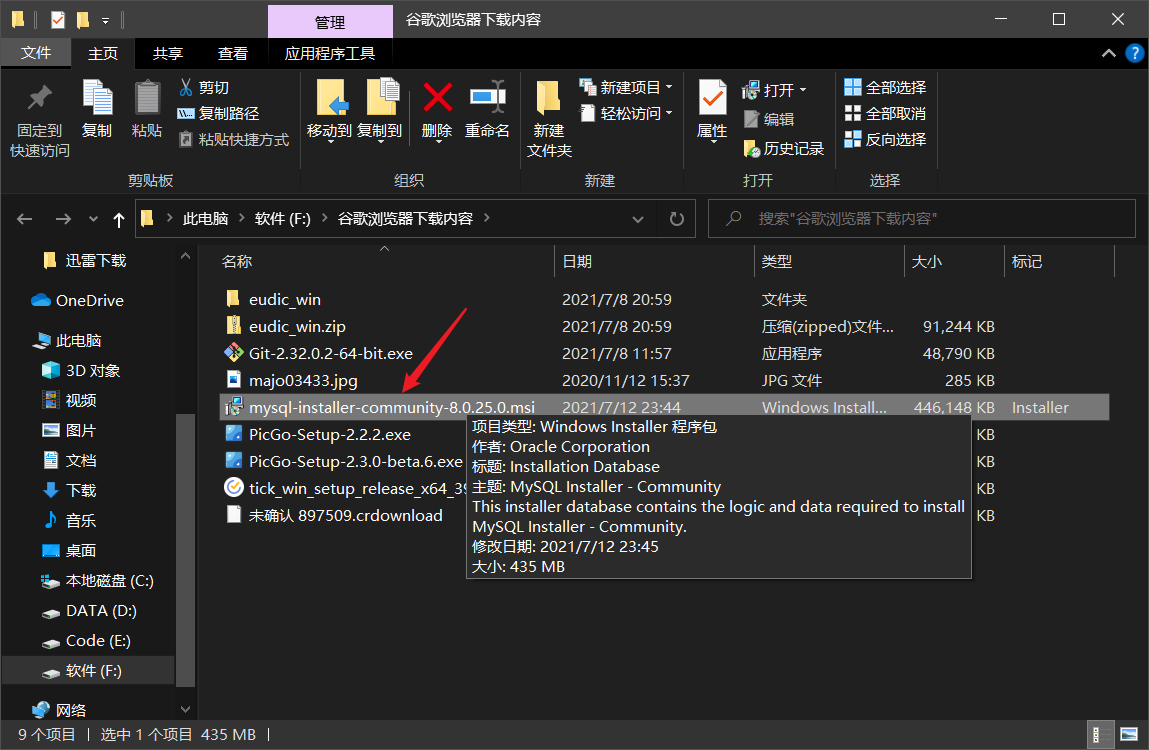 管理
谷歌浏览器下载内容
文件 主页 共享 查看 应用程序工具
固定到
快速访问
复制
粘贴
剪切
复制路径
粘贴快捷方式
剪贴板
移动到
复制到
删除
重命名
组织
新建
文件夹
新建项目
轻松访问
新建
属性
打开
编辑
历史记录
打开
全部选择
全部取消
反向选择
选择
此电脑 软件 (F:) 谷歌浏览器下载内容
搜索"谷歌浏览器下载内容"
迅雷下载
OneDrive
此电脑
3D 对象
视频
图片
文档
下载
音乐
桌面
本地磁盘 (C:)
DATA (D:)
Code (E:)
软件 (F:)
网络
名称 日期 类型 大小 标记
eudic_win 2021/7/8 20:59 文件夹
eudic_win.zip 2021/7/8 20:59 压缩(zipped)文件... 91,244 KB
Git-2.32.0.2-64-bit.exe 2021/7/8 11:57 应用程序 48,790 KB
majo03433.jpg 2020/11/12 15:37 JPG 文件 285 KB
mysql-installer-community-8.0.25.0.msi 2021/7/12 23:44 Windows Install... 446,148 KB Installer
PicGo-Setup-2.2.2.exe KB
PicGo-Setup-2.3.0-beta.6.exe KB
tick_win_setup_release_x64_39 KB
未确认 897509.crdownload KB
项目类型: Windows Installer 程序包
作者: Oracle Corporation
标题: Installation Database
主题: MySQL Installer - Community
This installer database contains the logic and data required to install
MySQL Installer - Community.
修改日期: 2021/7/12 23:45
大小: 435 MB
9 个项目 选中 1 个项目 435 MB